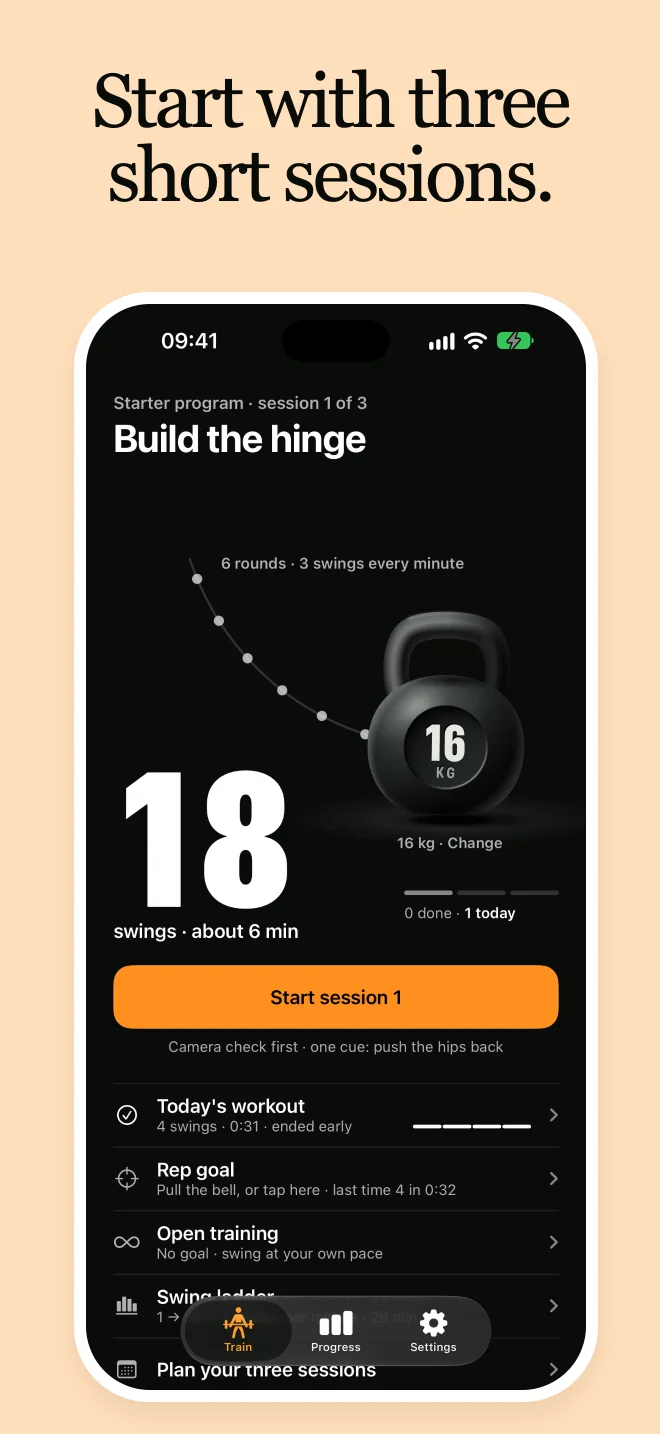 Start with three
short sessions.
09:41
Starter program · session 1 of 3
Build the hinge
6 rounds · 3 swings every minute
16
KG
18
swings · about 6 min
16 kg · Change
0 done · 1 today
Start session 1
Camera check first · one cue: push the hips back
Today's workout
4 swings · 0:31 · ended early
Rep goal
Pull the bell, or tap here · last time 4 in 0:32
Open training
No goal · swing at your own pace
Swing ladder
1 → per 29 min
Train
Progress
Settings
Plan your three sessions